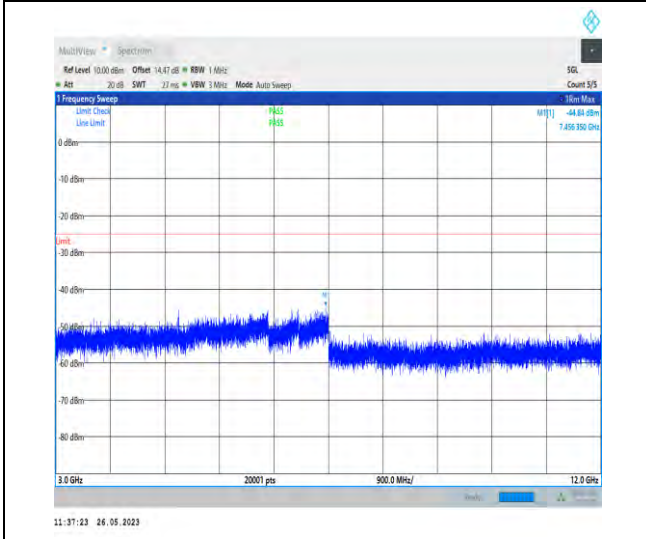 MultiView Spectrum
Ref Level 10.00 dBm Offset 14.47 dB RBW 1 MHz SGL
Att 20 dB SWT 27 ms VBW 3 MHz Mode Auto Sweep Count 5/5
1 Frequency Sweep 1Rm Max
Limit Check PASS M1[1] -44.84 dBm
Line Limit PASS 7.456 350 GHz
0 dBm
-10 dBm
-20 dBm
Limit
-30 dBm
-40 dBm
M1
-50 dBm
-60 dBm
-70 dBm
-80 dBm
3.0 GHz 20001 pts 900.0 MHz/ 12.0 GHz
Ready
11:37:23 26.05.2023